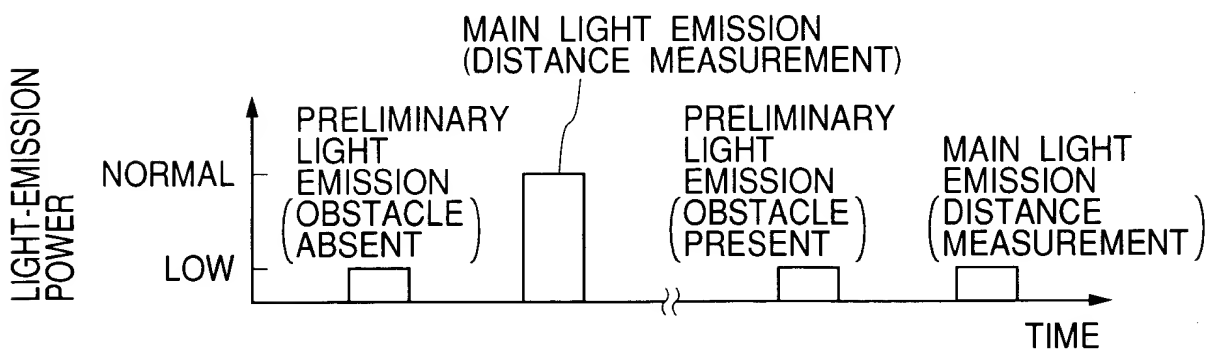 MAIN LIGHT EMISSION
(DISTANCE MEASUREMENT)
LIGHT-EMISSION
POWER
NORMAL
LOW
PRELIMINARY
LIGHT
EMISSION
(OBSTACLE
ABSENT)
PRELIMINARY
LIGHT
EMISSION
(OBSTACLE
PRESENT)
MAIN LIGHT
EMISSION
(DISTANCE
MEASUREMENT)
TIME